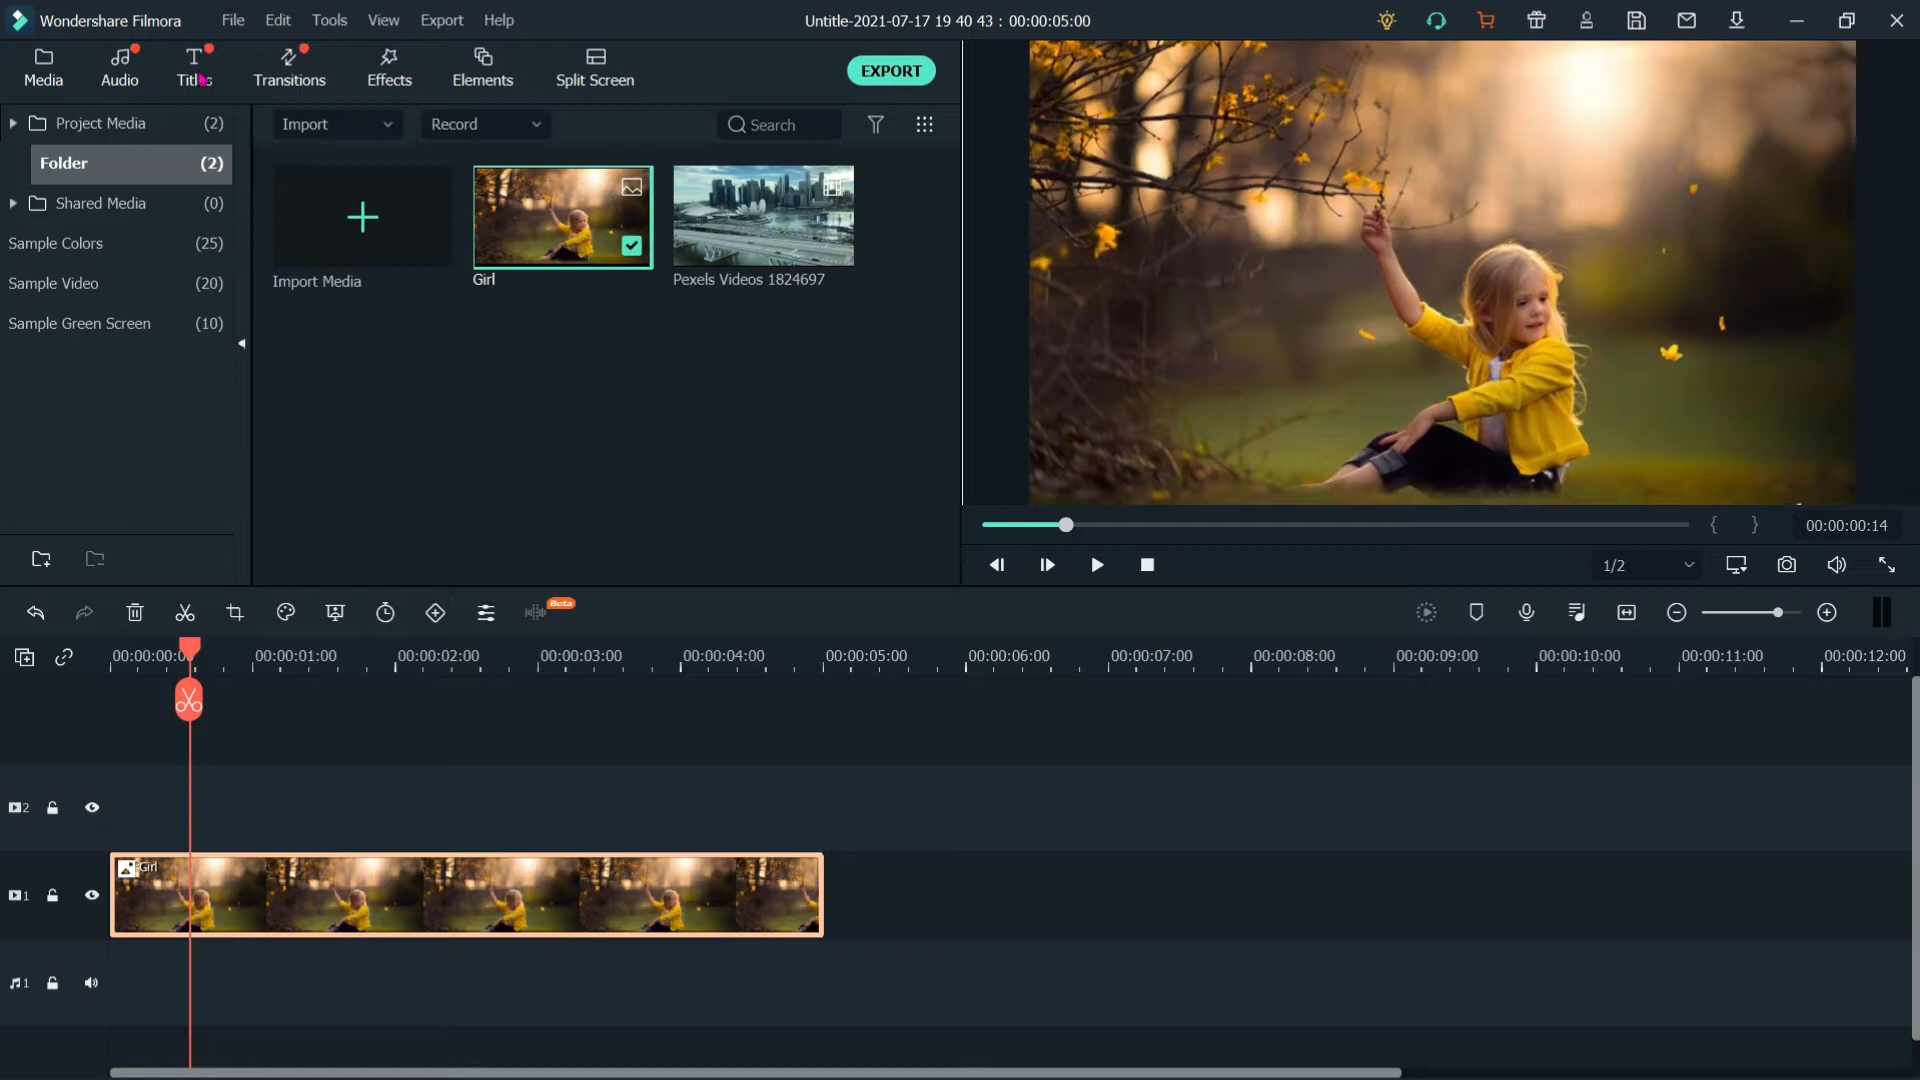 Wondershare Filmora File Edit Tools View Export Help Untitle-2021-07-17 19 40 43 : 00:00:05:00
Media Audio Titles Transitions Effects Elements Split Screen EXPORT
Project Media (2)
Folder (2)
Shared Media (0)
Sample Colors (25)
Sample Video (20)
Sample Green Screen (10)
Import Record Search
Import Media Girl Pexels Videos 1824697
00:00:00:14
1/2
Beta
00:00:00:0 00:00:01:00 00:00:02:00 00:00:03:00 00:00:04:00 00:00:05:00 00:00:06:00 00:00:07:00 00:00:08:00 00:00:09:00 00:00:10:00 00:00:11:00 00:00:12:00
2
Girl
1
1